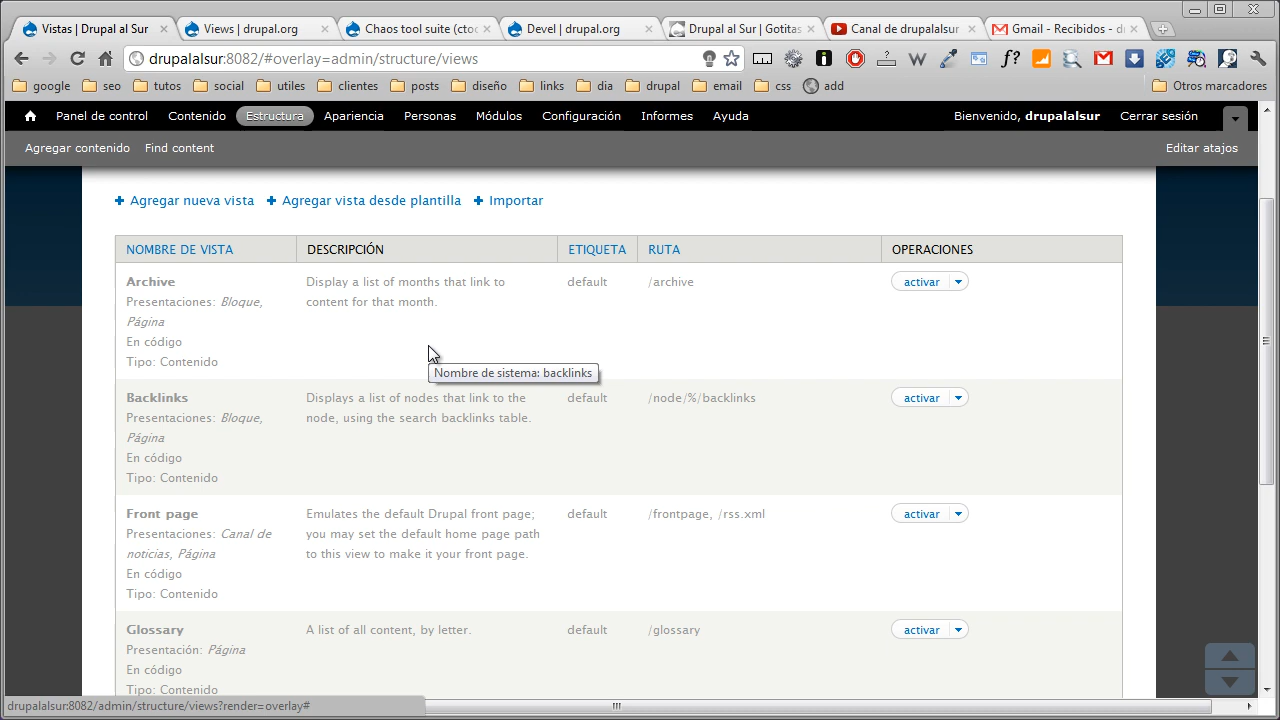 Vistas | Drupal al Sur
Views | drupal.org
Chaos tool suite (ctoc
Devel | drupal.org
Drupal al Sur | Gotitas
Canal de drupalalsur
Gmail - Recibidos - d
drupalalsur:8082/#overlay=admin/structure/views
google
seo
tutos
social
utiles
clientes
posts
diseño
links
dia
drupal
email
css
add
Otros marcadores
Panel de control
Contenido
Estructura
Apariencia
Personas
Módulos
Configuración
Informes
Ayuda
Bienvenido, drupalalsur
Cerrar sesión
Agregar contenido
Find content
Editar atajos
Agregar nueva vista
Agregar vista desde plantilla
Importar
NOMBRE DE VISTA
DESCRIPCIÓN
ETIQUETA
RUTA
OPERACIONES
Archive
Presentaciones: Bloque,
Página
En código
Tipo: Contenido
Display a list of months that link to
content for that month.
default
/archive
activar
Nombre de sistema: backlinks
Backlinks
Presentaciones: Bloque,
Página
En código
Tipo: Contenido
Displays a list of nodes that link to the
node, using the search backlinks table.
default
/node/%/backlinks
activar
Front page
Presentaciones: Canal de
noticias, Página
En código
Tipo: Contenido
Emulates the default Drupal front page;
you may set the default home page path
to this view to make it your front page.
default
/frontpage, /rss.xml
activar
Glossary
Presentación: Página
En código
Tipo: Contenido
A list of all content, by letter.
default
/glossary
activar
drupalalsur:8082/admin/structure/views?render=overlay#